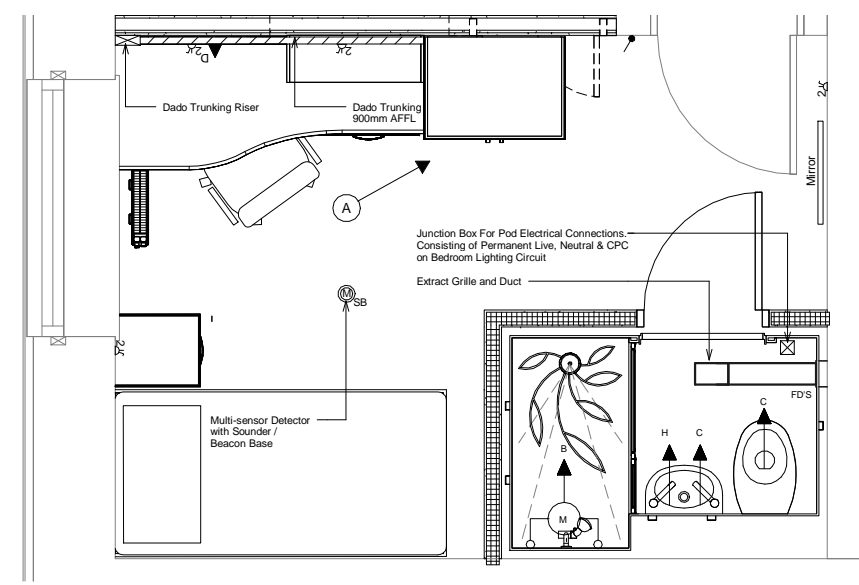 D
Dado Trunking Riser
Dado Trunking
900mm AFFL
2
Mirror
A
Junction Box For Pod Electrical Connections.
Consisting of Permanent Live, Neutral & CPC
on Bedroom Lighting Circuit
Extract Grille and Duct
M
SB
FD'S
C
H
C
B
M
Multi-sensor Detector
with Sounder /
Beacon Base